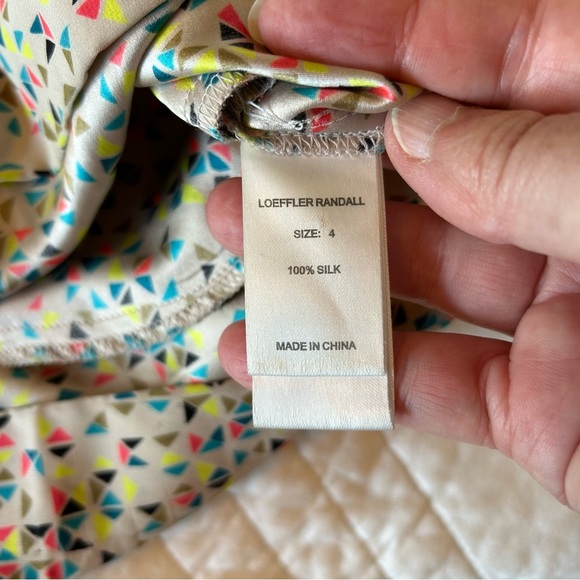 LOEFFLER RANDALL
SIZE: 4
100% SILK
MADE IN CHINA